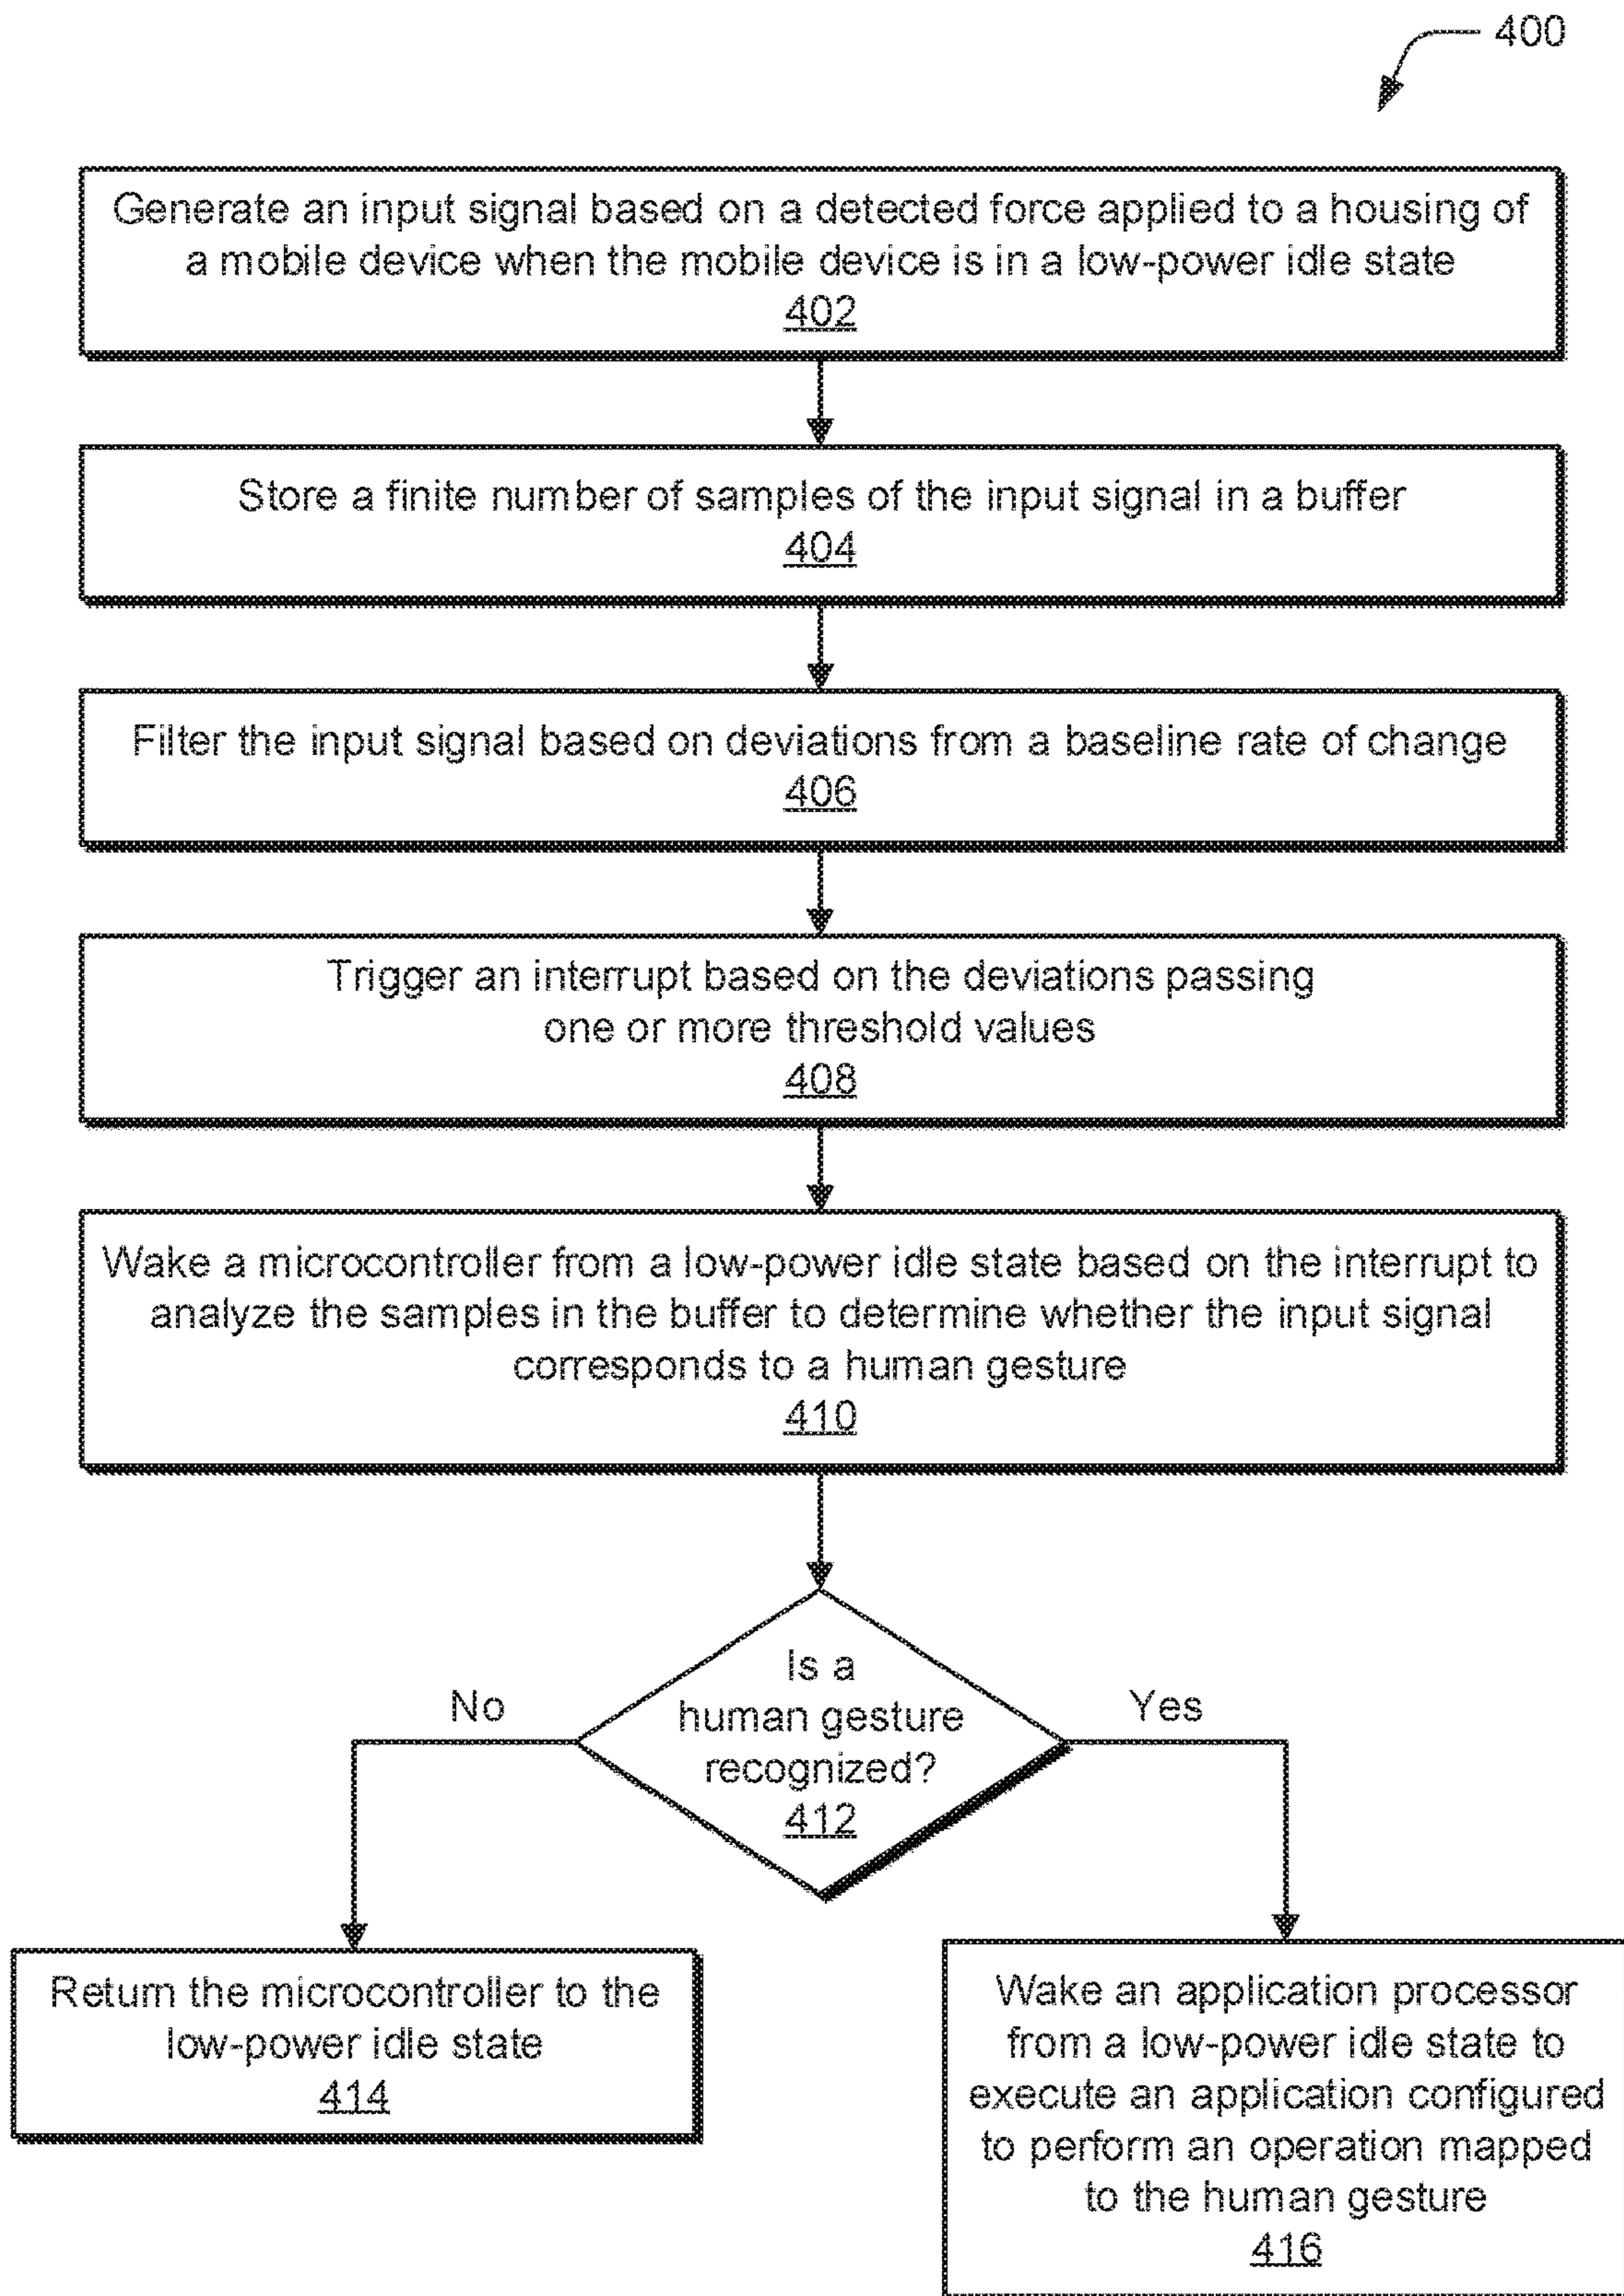 400
Generate an input signal based on a detected force applied to a housing of
a mobile device when the mobile device is in a low-power idle state
402
Store a finite number of samples of the input signal in a buffer
404
Filter the input signal based on deviations from a baseline rate of change
406
Trigger an interrupt based on the deviations passing
one or more threshold values
408
Wake a microcontroller from a low-power idle state based on the interrupt to
analyze the samples in the buffer to determine whether the input signal
corresponds to a human gesture
410
Is a
human gesture
recognized?
412
No
Yes
Return the microcontroller to the
low-power idle state
414
Wake an application processor
from a low-power idle state to
execute an application configured
to perform an operation mapped
to the human gesture
416